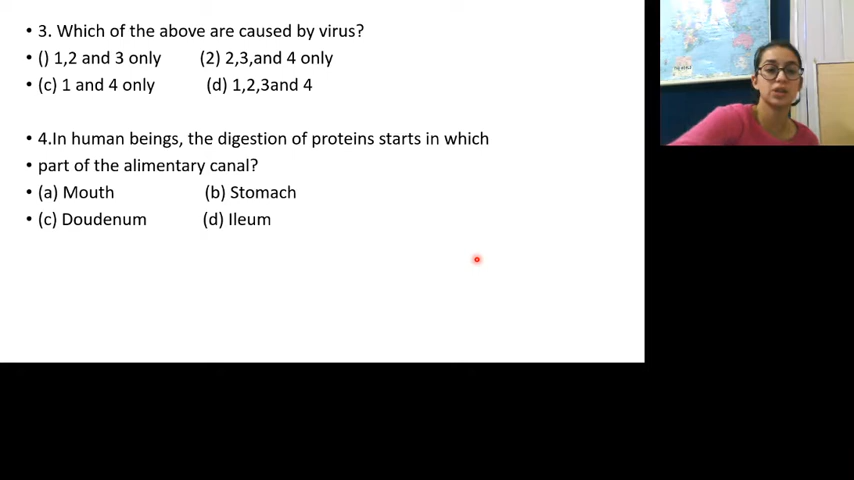 • 3. Which of the above are caused by virus?
• () 1,2 and 3 only (2) 2,3,and 4 only
• (c) 1 and 4 only (d) 1,2,3and 4
• 4.In human beings, the digestion of proteins starts in which
• part of the alimentary canal?
• (a) Mouth (b) Stomach
• (c) Doudenum (d) Ileum